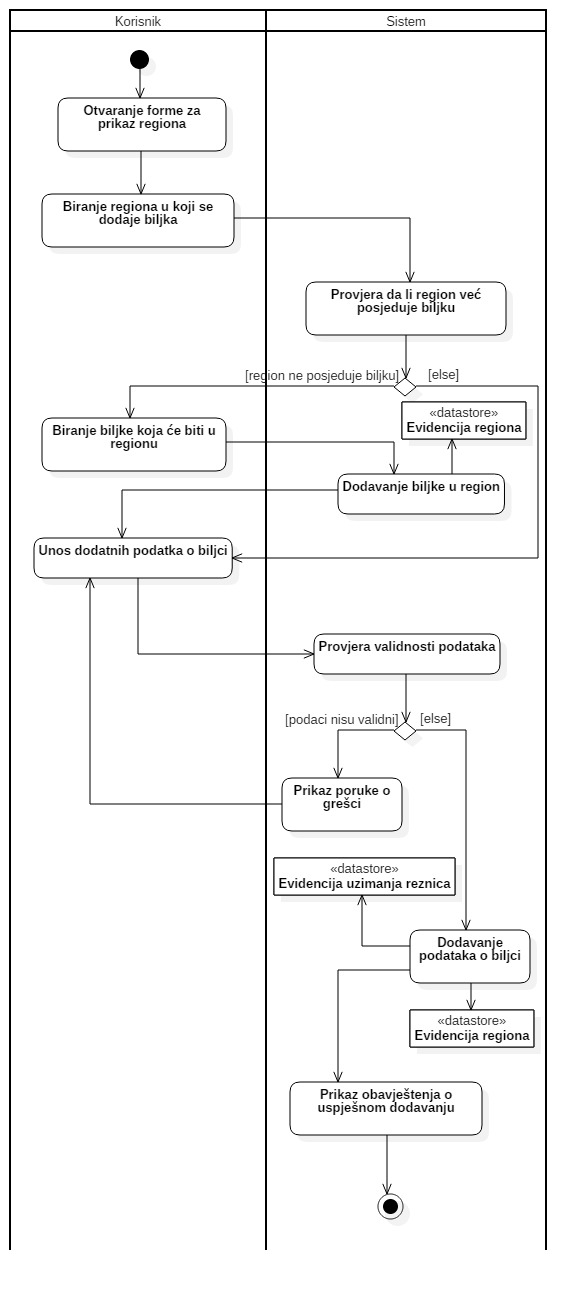 Korisnik
Sistem
Otvaranje forme za
prikaz regiona
Biranje regiona u koji se
dodaje biljka
Provjera da li region već
posjeduje biljku
[region ne posjeduje biljku]
[else]
«datastore»
Evidencija regiona
Biranje biljke koja će biti u
regionu
Dodavanje biljke u region
Unos dodatnih podatka o biljci
Provjera validnosti podataka
[podaci nisu validni]
[else]
Prikaz poruke o
grešci
«datastore»
Evidencija uzimanja reznica
Dodavanje
podataka o biljci
«datastore»
Evidencija regiona
Prikaz obavještenja o
uspješnom dodavanju